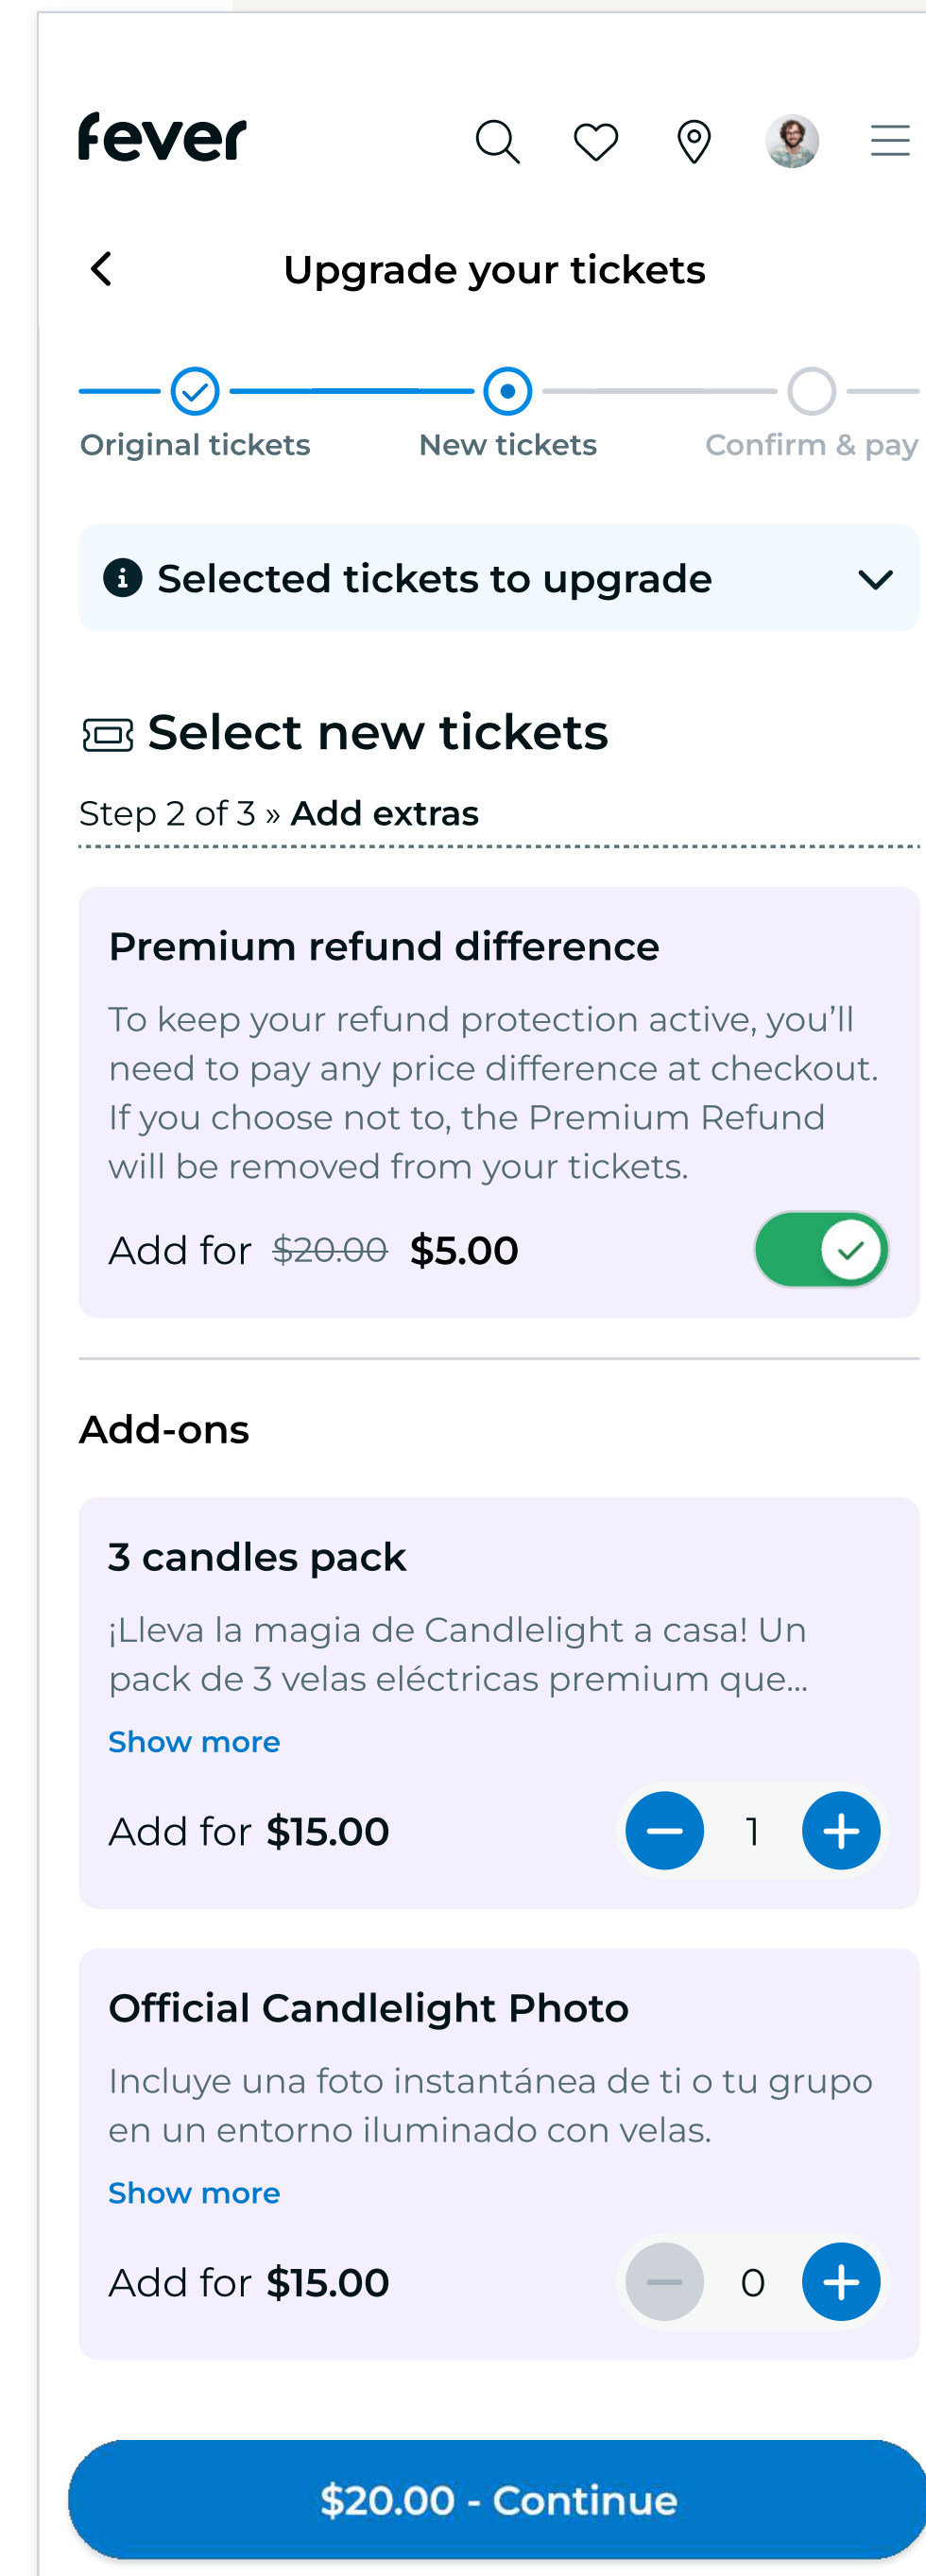 fever
Upgrade your tickets
Original tickets
New tickets
Confirm & pay
Selected tickets to upgrade
Select new tickets
Step 2 of 3 » Add extras
Premium refund difference
To keep your refund protection active, you’ll
need to pay any price difference at checkout.
If you choose not to, the Premium Refund
will be removed from your tickets.
Add for $20.00 $5.00
Add-ons
3 candles pack
¡Lleva la magia de Candlelight a casa! Un
pack de 3 velas eléctricas premium que...
Show more
Add for $15.00
1
Official Candlelight Photo
Incluye una foto instantánea de ti o tu grupo
en un entorno iluminado con velas.
Show more
Add for $15.00
0
$20.00 - Continue